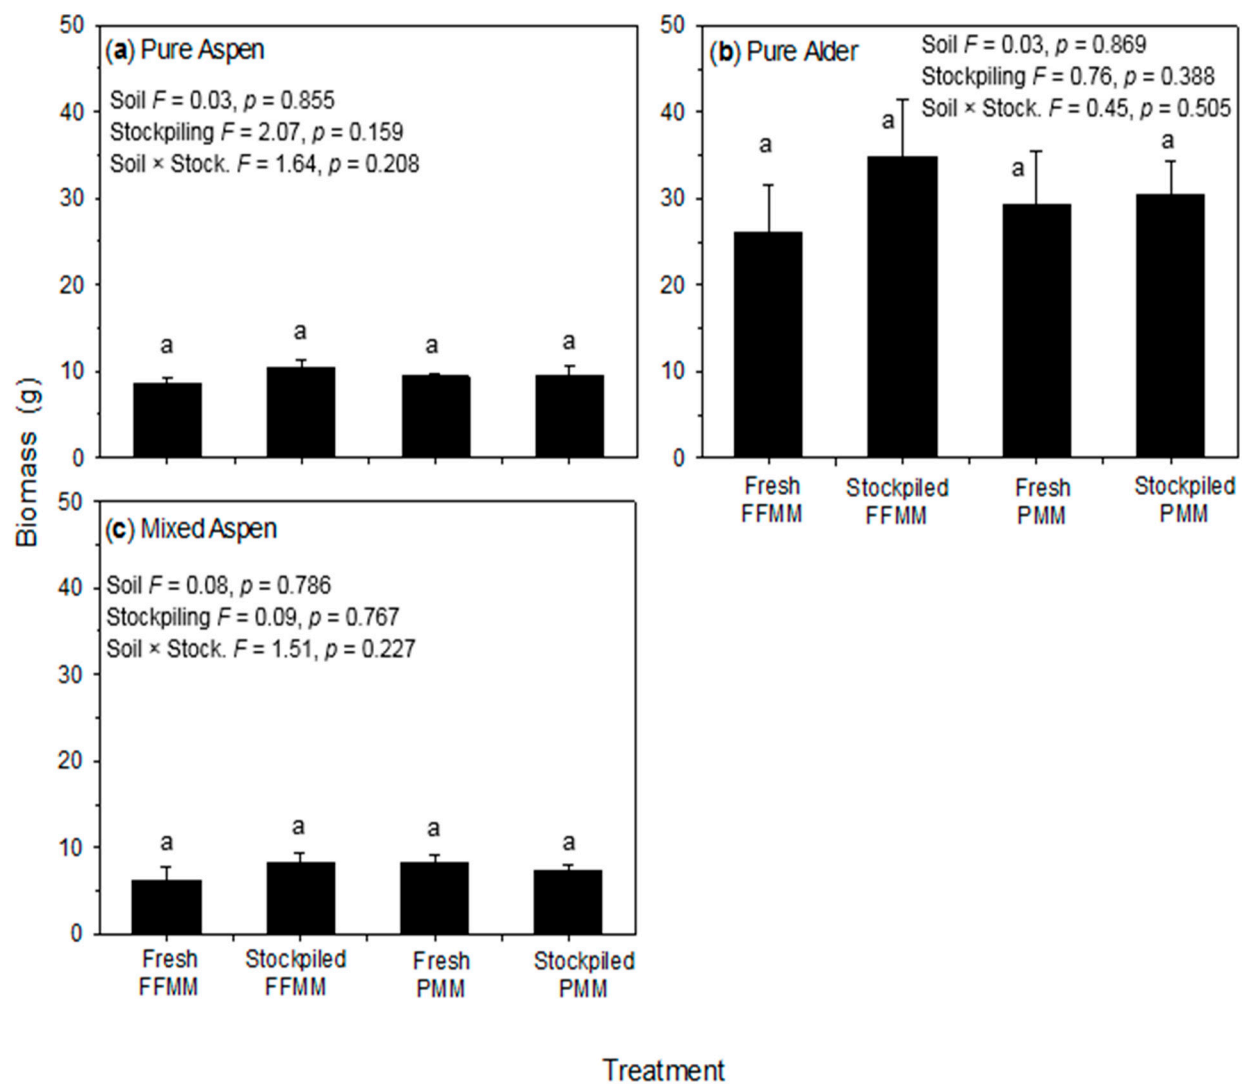 (a) Pure Aspen
Soil F = 0.03, p = 0.855
Stockpiling F = 2.07, p = 0.159
Soil × Stock. F = 1.64, p = 0.208
50
40
30
20
10
0
a a a a
(b) Pure Alder
Soil F = 0.03, p = 0.869
Stockpiling F = 0.76, p = 0.388
Soil × Stock. F = 0.45, p = 0.505
50
40
30
20
10
0
a a a a
Fresh Stockpiled Fresh Stockpiled
FFMM FFMM PMM PMM
Biomass (g)
(c) Mixed Aspen
Soil F = 0.08, p = 0.786
Stockpiling F = 0.09, p = 0.767
Soil × Stock. F = 1.51, p = 0.227
50
40
30
20
10
0
a a a a
Fresh Stockpiled Fresh Stockpiled
FFMM FFMM PMM PMM
Treatment